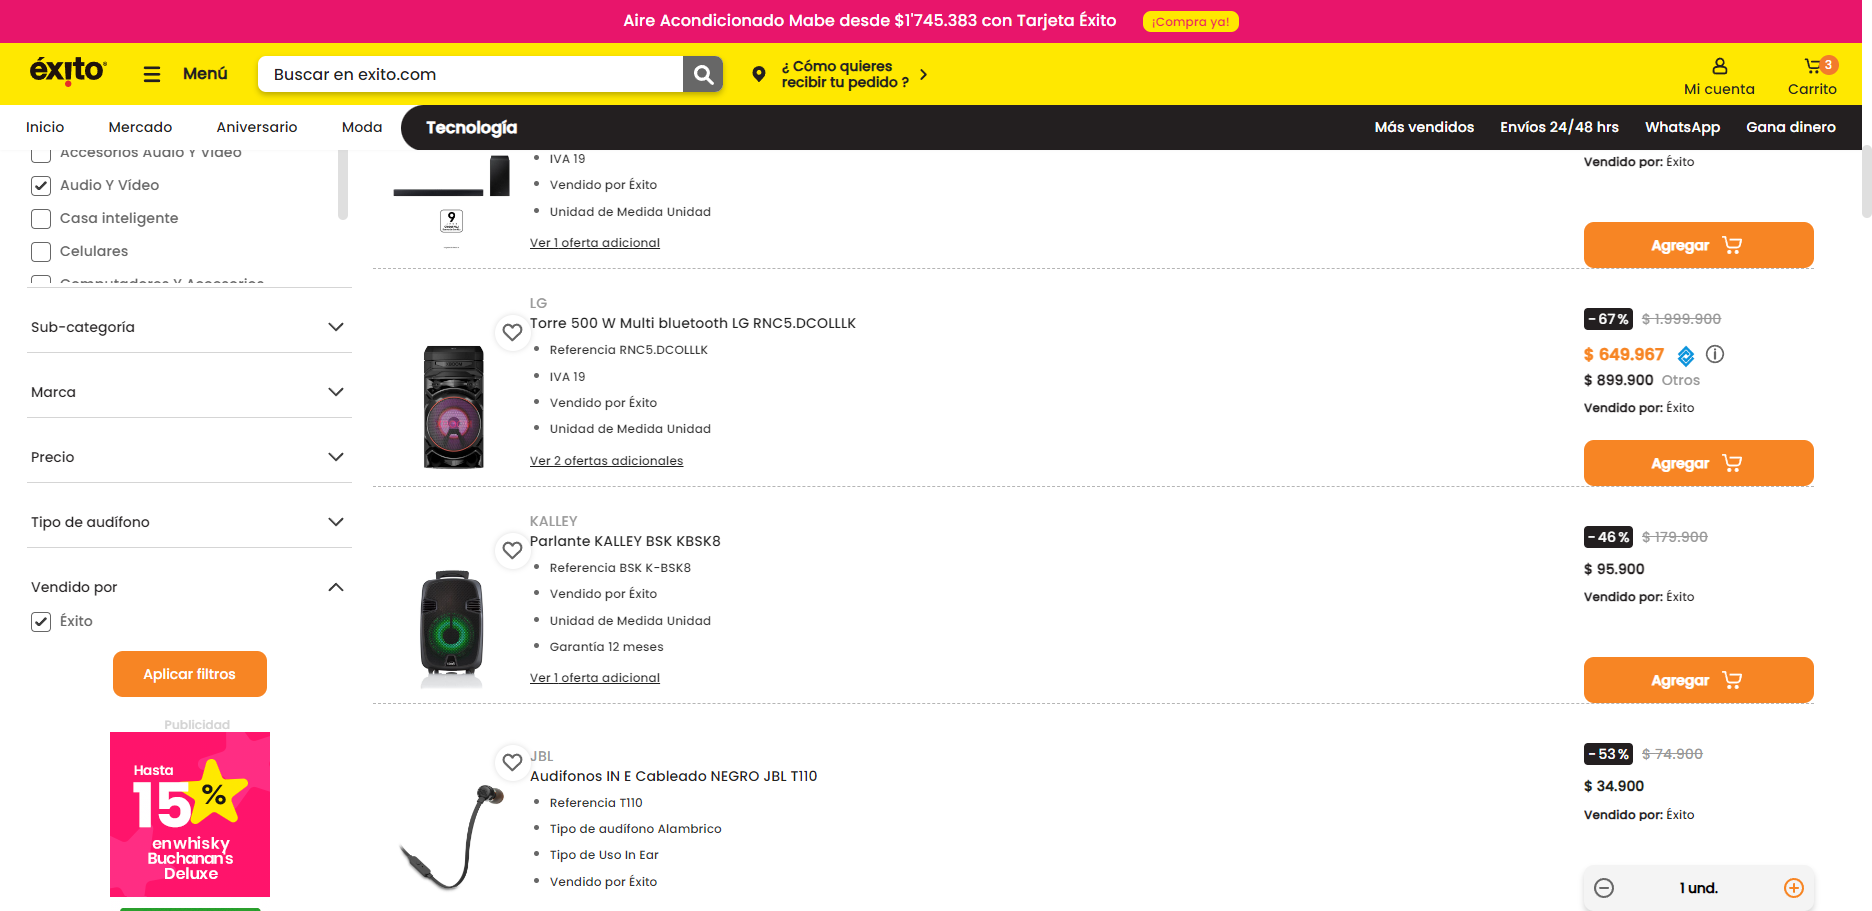 Aire Acondicionado Mabe desde $1'745.383 con Tarjeta Éxito ¡Compra ya!
éxito Menú Buscar en exito.com
¿ Cómo quieres
recibir tu pedido ?
Mi cuenta
3
Carrito
Inicio Mercado Aniversario Moda Tecnología Más vendidos Envíos 24/48 hrs WhatsApp Gana dinero
Accesorios Audio Y Video
Audio Y Vídeo
Casa inteligente
Celulares
Computadores Y Accesorios
Sub-categoría
Marca
Precio
Tipo de audífono
Vendido por
Éxito
Aplicar filtros
Publicidad
Hasta
15%
en whisky
Buchanan's
Deluxe
IVA 19
Vendido por Éxito
Unidad de Medida Unidad
9
Ver 1 oferta adicional
Vendido por: Éxito
Agregar
LG
Torre 500 W Multi bluetooth LG RNC5.DCOLLLK
Referencia RNC5.DCOLLLK
IVA 19
Vendido por Éxito
Unidad de Medida Unidad
Ver 2 ofertas adicionales
-67% $ 1.999.900
$ 649.967
$ 899.900 Otros
Vendido por: Éxito
Agregar
KALLEY
Parlante KALLEY BSK KBSK8
Referencia BSK K-BSK8
Vendido por Éxito
Unidad de Medida Unidad
Garantía 12 meses
Ver 1 oferta adicional
-46% $ 179.900
$ 95.900
Vendido por: Éxito
Agregar
JBL
Audifonos IN E Cableado NEGRO JBL T110
Referencia T110
Tipo de audífono Alambrico
Tipo de Uso In Ear
Vendido por Éxito
-53% $ 74.900
$ 34.900
Vendido por: Éxito
1 und.